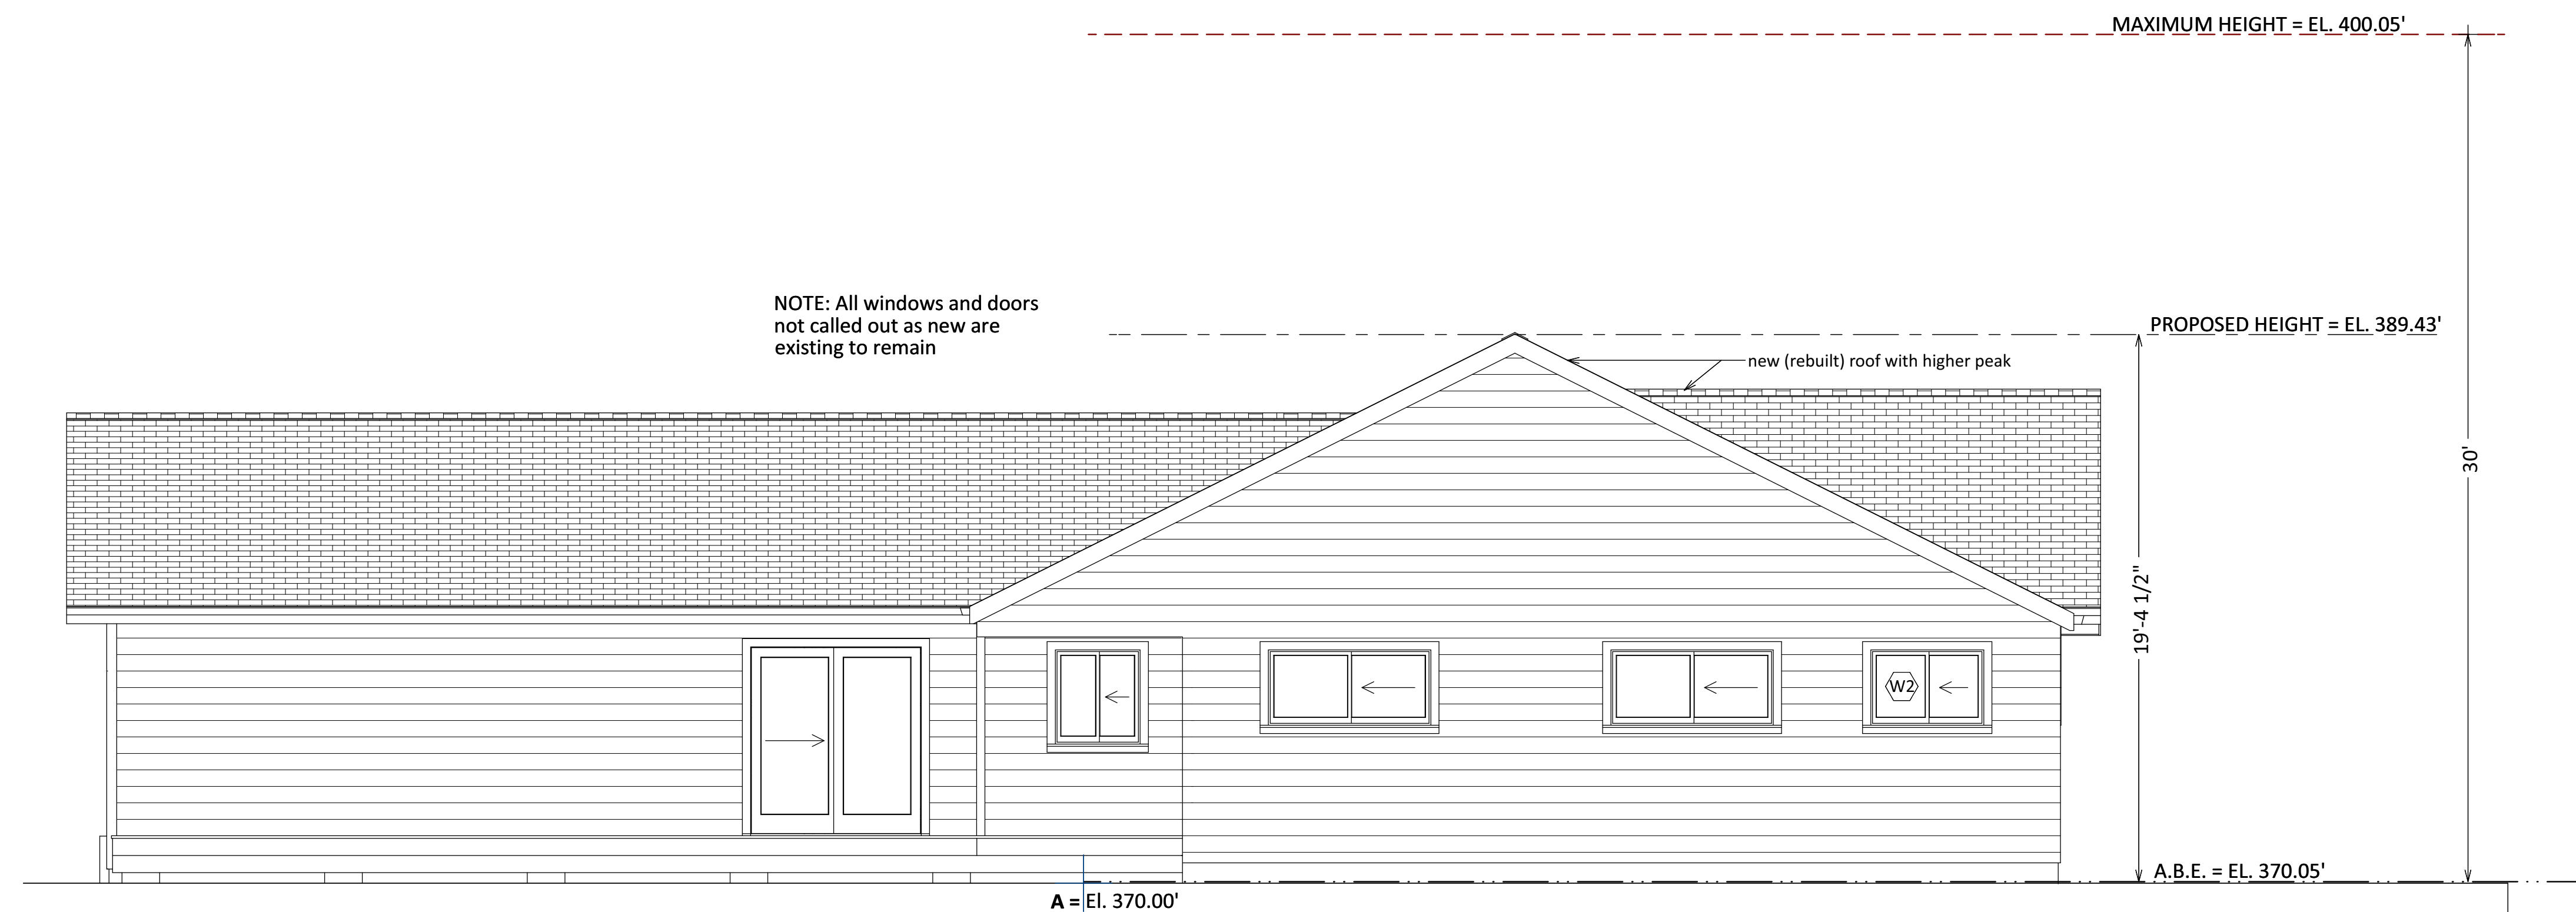 MAXIMUM HEIGHT = EL. 400.05'
NOTE: All windows and doors
not called out as new are
existing to remain
PROPOSED HEIGHT = EL. 389.43'
new (rebuilt) roof with higher peak
30'
19'-4 1/2"
W2
A.B.E. = EL. 370.05'
A = El. 370.00'